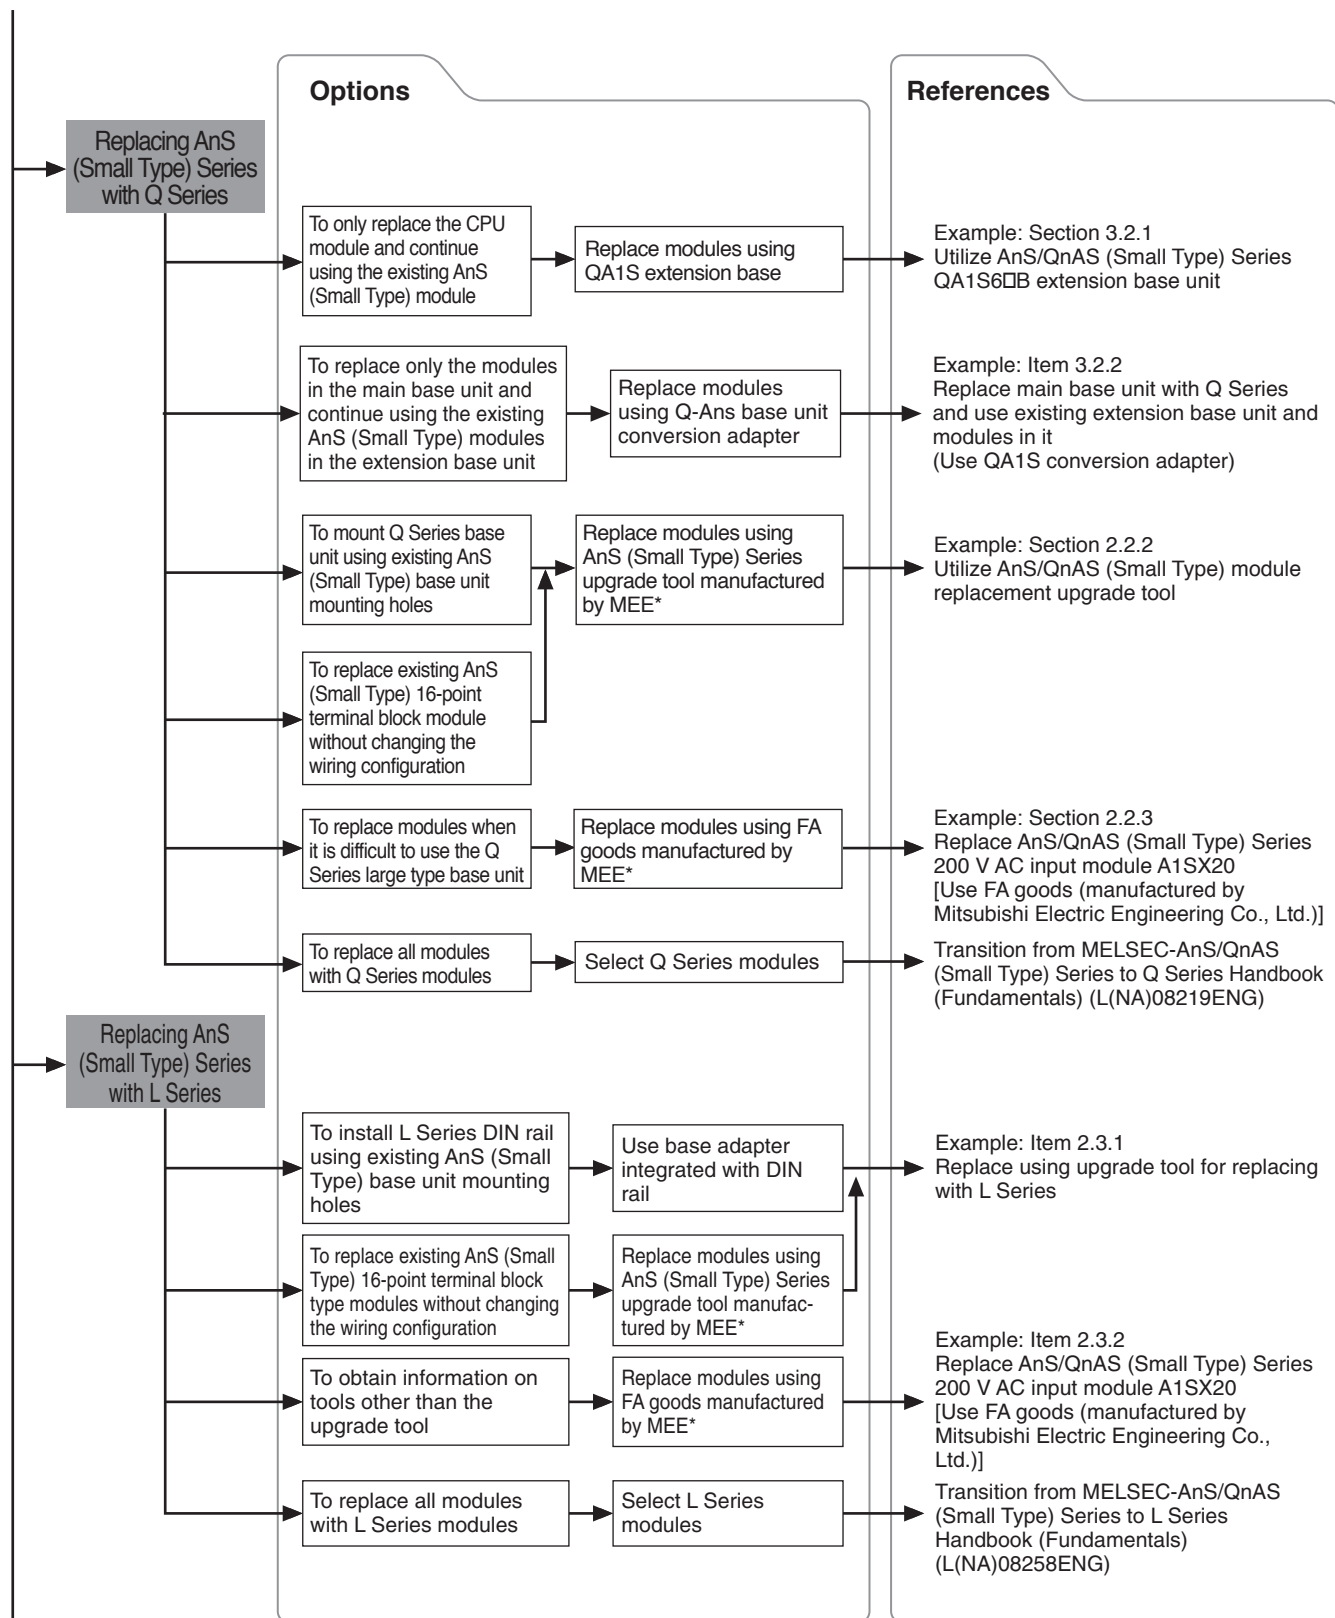 Options
References
Replacing AnS
(Small Type) Series
with Q Series
To only replace the CPU
module and continue
using the existing AnS
(Small Type) module
Replace modules using
QA1S extension base
Example: Section 3.2.1
Utilize AnS/QnAS (Small Type) Series
QA1S6□B extension base unit
To replace only the modules
in the main base unit and
continue using the existing
AnS (Small Type) modules
in the extension base unit
Replace modules
using Q-Ans base unit
conversion adapter
Example: Item 3.2.2
Replace main base unit with Q Series
and use existing extension base unit and
modules in it
(Use QA1S conversion adapter)
To mount Q Series base
unit using existing AnS
(Small Type) base unit
mounting holes
Replace modules using
AnS (Small Type) Series
upgrade tool manufactured
by MEE*
Example: Section 2.2.2
Utilize AnS/QnAS (Small Type) module
replacement upgrade tool
To replace existing AnS
(Small Type) 16-point
terminal block module
without changing the
wiring configuration
To replace modules when
it is difficult to use the Q
Series large type base unit
Replace modules using FA
goods manufactured by
MEE*
Example: Section 2.2.3
Replace AnS/QnAS (Small Type) Series
200 V AC input module A1SX20
[Use FA goods (manufactured by
Mitsubishi Electric Engineering Co., Ltd.)]
To replace all modules
with Q Series modules
Select Q Series modules
Transition from MELSEC-AnS/QnAS
(Small Type) Series to Q Series Handbook
(Fundamentals) (L(NA)08219ENG)
Replacing AnS
(Small Type) Series
with L Series
To install L Series DIN rail
using existing AnS (Small
Type) base unit mounting
holes
Use base adapter
integrated with DIN
rail
Example: Item 2.3.1
Replace using upgrade tool for replacing
with L Series
To replace existing AnS (Small
Type) 16-point terminal block
type modules without changing
the wiring configuration
Replace modules using
AnS (Small Type) Series
upgrade tool manufac-
tured by MEE*
To obtain information on
tools other than the
upgrade tool
Replace modules using
FA goods manufactured
by MEE*
Example: Item 2.3.2
Replace AnS/QnAS (Small Type) Series
200 V AC input module A1SX20
[Use FA goods (manufactured by
Mitsubishi Electric Engineering Co.,
Ltd.)]
To replace all modules
with L Series modules
Select L Series
modules
Transition from MELSEC-AnS/QnAS
(Small Type) Series to L Series
Handbook (Fundamentals)
(L(NA)08258ENG)